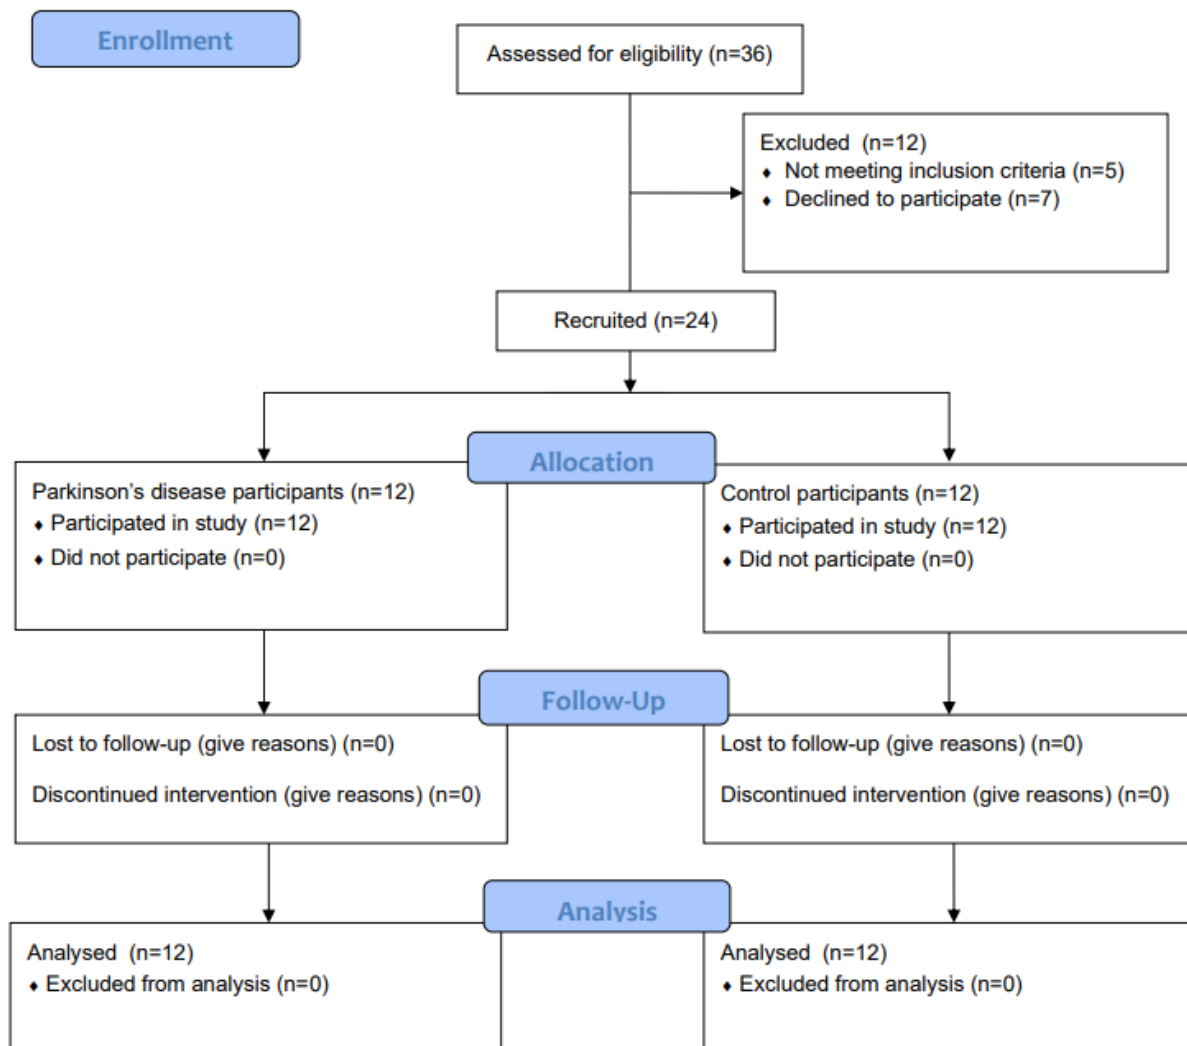 Enrollment
Assessed for eligibility (n=36)
Excluded (n=12)
♦ Not meeting inclusion criteria (n=5)
♦ Declined to participate (n=7)
Recruited (n=24)
Allocation
Parkinson's disease participants (n=12)
♦ Participated in study (n=12)
♦ Did not participate (n=0)
Control participants (n=12)
♦ Participated in study (n=12)
♦ Did not participate (n=0)
Follow-Up
Lost to follow-up (give reasons) (n=0)
Discontinued intervention (give reasons) (n=0)
Lost to follow-up (give reasons) (n=0)
Discontinued intervention (give reasons) (n=0)
Analysis
Analysed (n=12)
♦ Excluded from analysis (n=0)
Analysed (n=12)
♦ Excluded from analysis (n=0)